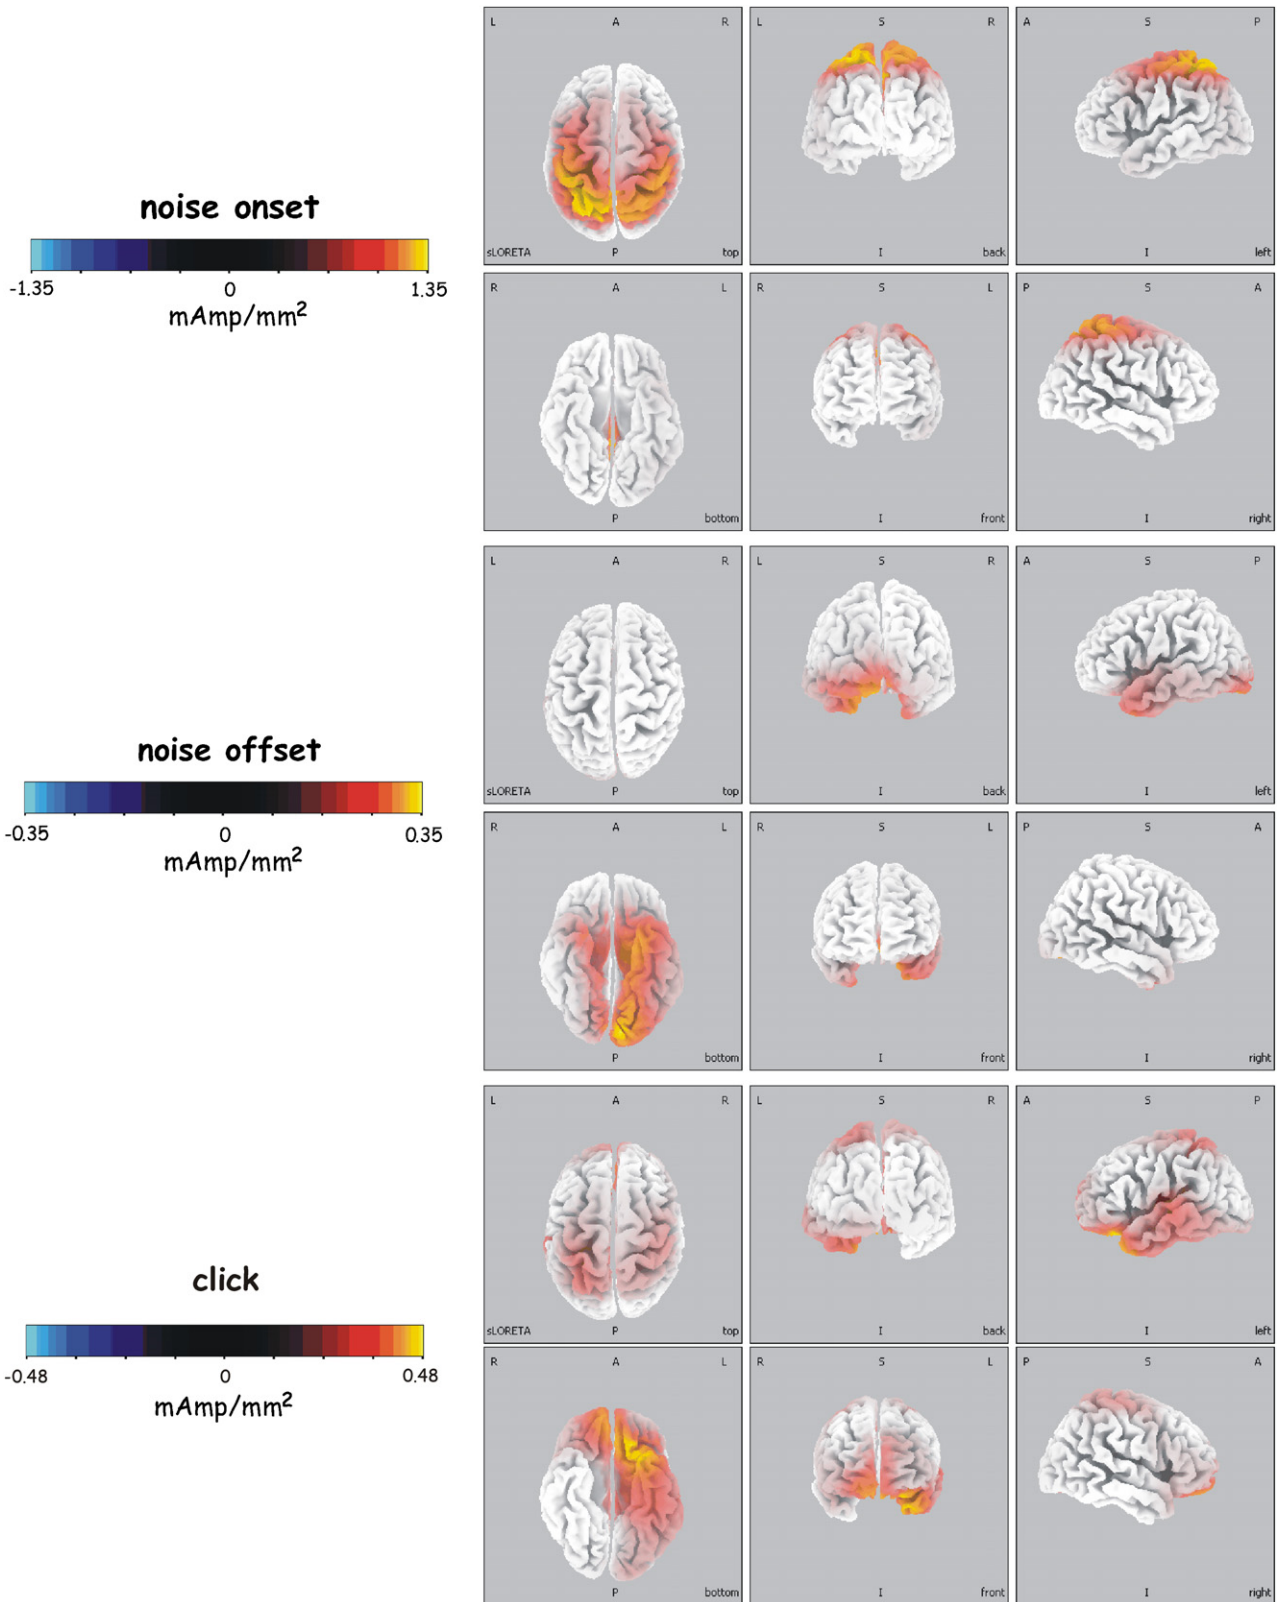 L A R
sLORETA P top
L S R
I back
A S P
I left
noise onset
-1.35 0 1.35
mAmp/mm2
R A L
P bottom
R S L
I front
P S A
I right
L A R
sLORETA P top
L S R
I back
A S P
I left
noise offset
-0.35 0 0.35
mAmp/mm2
R A L
P bottom
R S L
I front
P S A
I right
L A R
sLORETA P top
L S R
I back
A S P
I left
click
-0.48 0 0.48
mAmp/mm2
R A L
P bottom
R S L
I front
P S A
I right